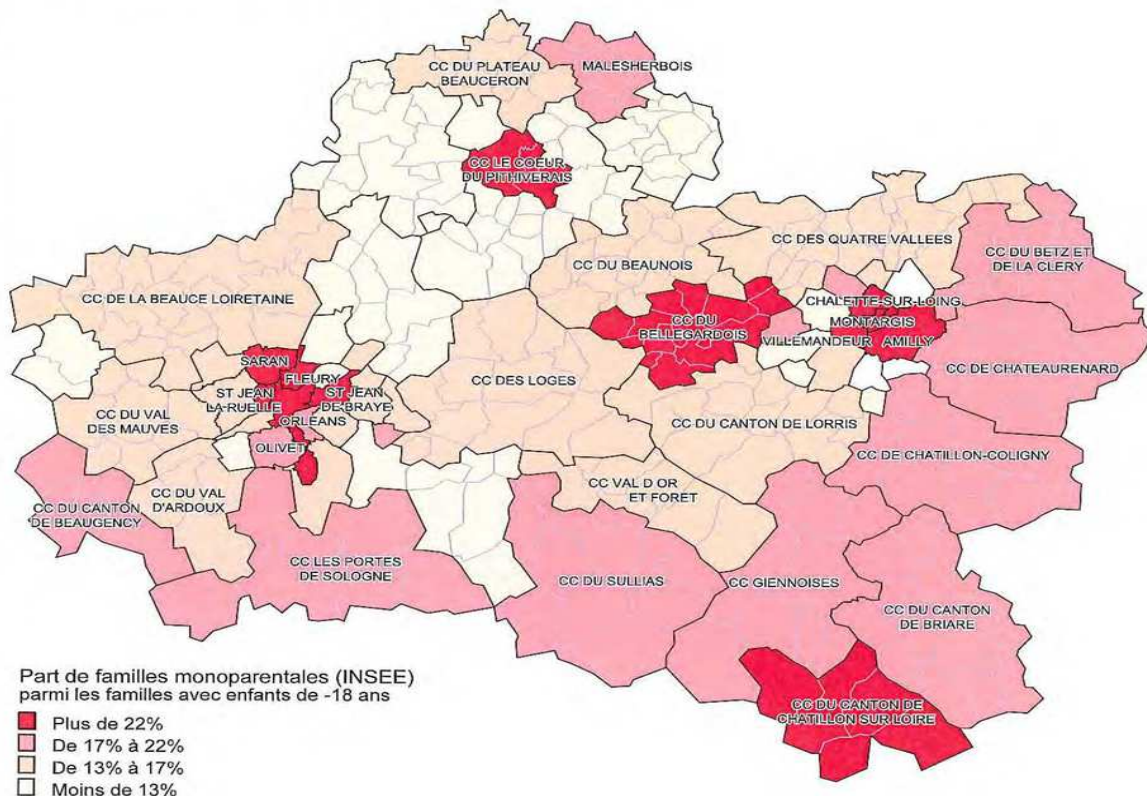 CC DU PLATEAU
BEAUCERON
MALESHERBOIS
CC LE COEUR
DU PITHIVERAIS
CC DES QUATRE VALLEES
CC DU BETZ ET
DE LA CLERY
CC DU BEAUNOIS
CC DE LA BEAUCE LOIRETAINE
CHALETTE-SUR-LOING
CC DU
BELLEGARDOIS
MONTARGIS
VILLEMANDEUR
AMILLY
SARAN
CC DE CHATEAURENARD
FLEURY
CC DES LOGES
ST JEAN
LA-RUELLE
ST JEAN
DE-BRAYE
ORLÉANS
CC DU VAL
DES MAUVES
CC DU CANTON DE LORRIS
OLIVET
CC DE CHATILLON-COLIGNY
CC VAL D'OR
ET FORET
CC DU VAL
D'ARDOUX
CC DU CANTON
DE BEAUGENCY
CC LES PORTES
DE SOLOGNE
CC DU SULLIAS
CC GIENNOISES
CC DU CANTON
DE BRIARE
CC DU CANTON DE
CHATILLON SUR LOIRE
Part de familles monoparentales (INSEE)
parmi les familles avec enfants de -18 ans
Plus de 22%
De 17% à 22%
De 13% à 17%
Moins de 13%